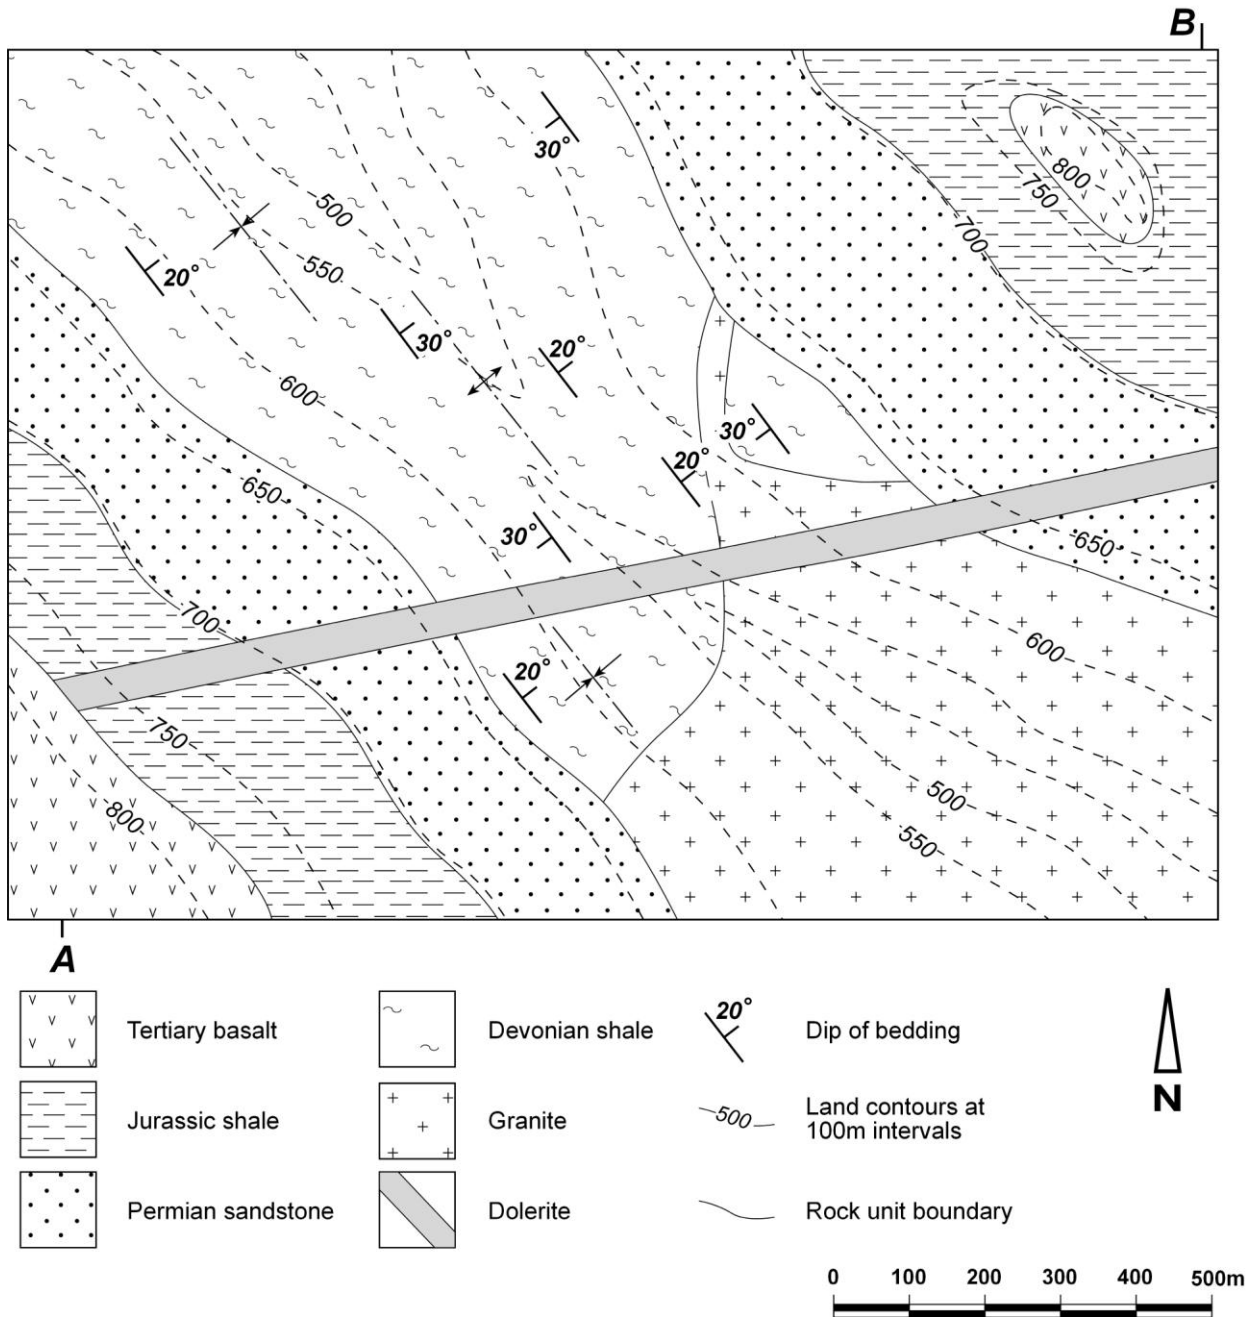 B
30°
500
800
750
700
550
20°
30°
20°
600
30°
20°
650
30°
650
700
600
20°
750
500
800
550
A
Tertiary basalt
Devonian shale
20°
Dip of bedding
Jurassic shale
Granite
500
Land contours at
100m intervals
N
Permian sandstone
Dolerite
Rock unit boundary
0 100 200 300 400 500m